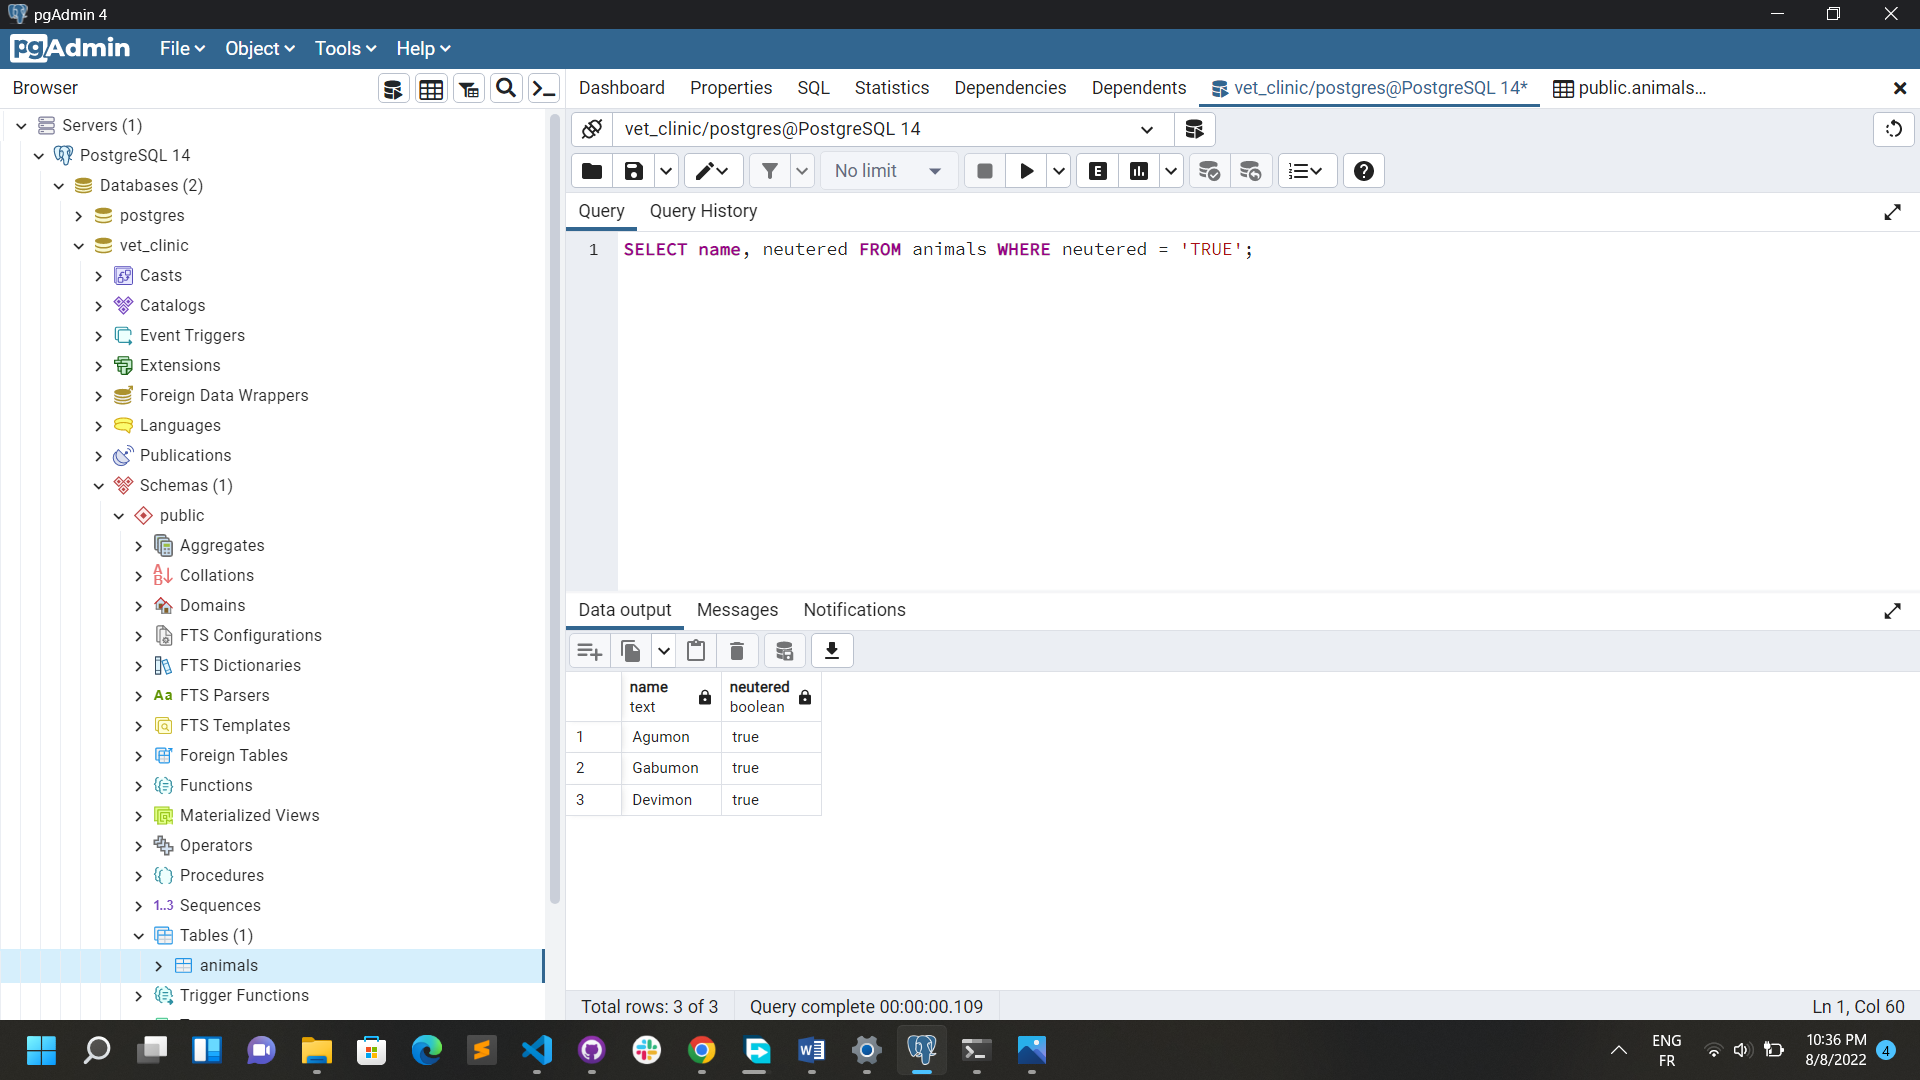 pgAdmin 4
pgAdmin File Object Tools Help
Browser
Dashboard Properties SQL Statistics Dependencies Dependents vet_clinic/postgres@PostgreSQL 14* public.animals...
Servers (1)
PostgreSQL 14
Databases (2)
postgres
vet_clinic
Casts
Catalogs
Event Triggers
Extensions
Foreign Data Wrappers
Languages
Publications
Schemas (1)
public
Aggregates
Collations
Domains
FTS Configurations
FTS Dictionaries
Aa FTS Parsers
FTS Templates
Foreign Tables
Functions
Materialized Views
Operators
Procedures
1..3 Sequences
Tables (1)
animals
Trigger Functions
vet_clinic/postgres@PostgreSQL 14
No limit E
Query Query History
1 SELECT name, neutered FROM animals WHERE neutered = 'TRUE';
Data output Messages Notifications
name neutered
text boolean
1 Agumon true
2 Gabumon true
3 Devimon true
Total rows: 3 of 3 Query complete 00:00:00.109 Ln 1, Col 60
ENG
FR
10:36 PM
8/8/2022
4